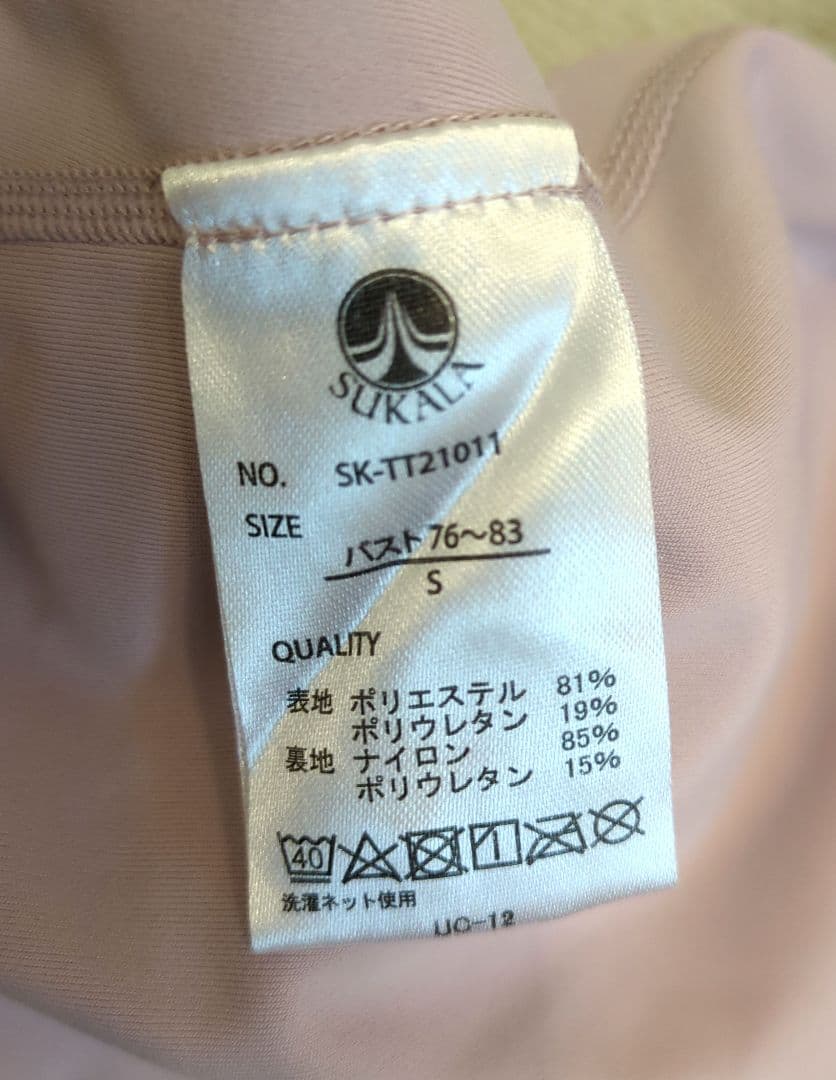 SUKALA
NO. SK-TT21011
SIZE バスト76～83
S
QUALITY
表地 ポリエステル 81%
ポリウレタン 19%
裏地 ナイロン 85%
ポリウレタン 15%
40
洗濯ネット使用